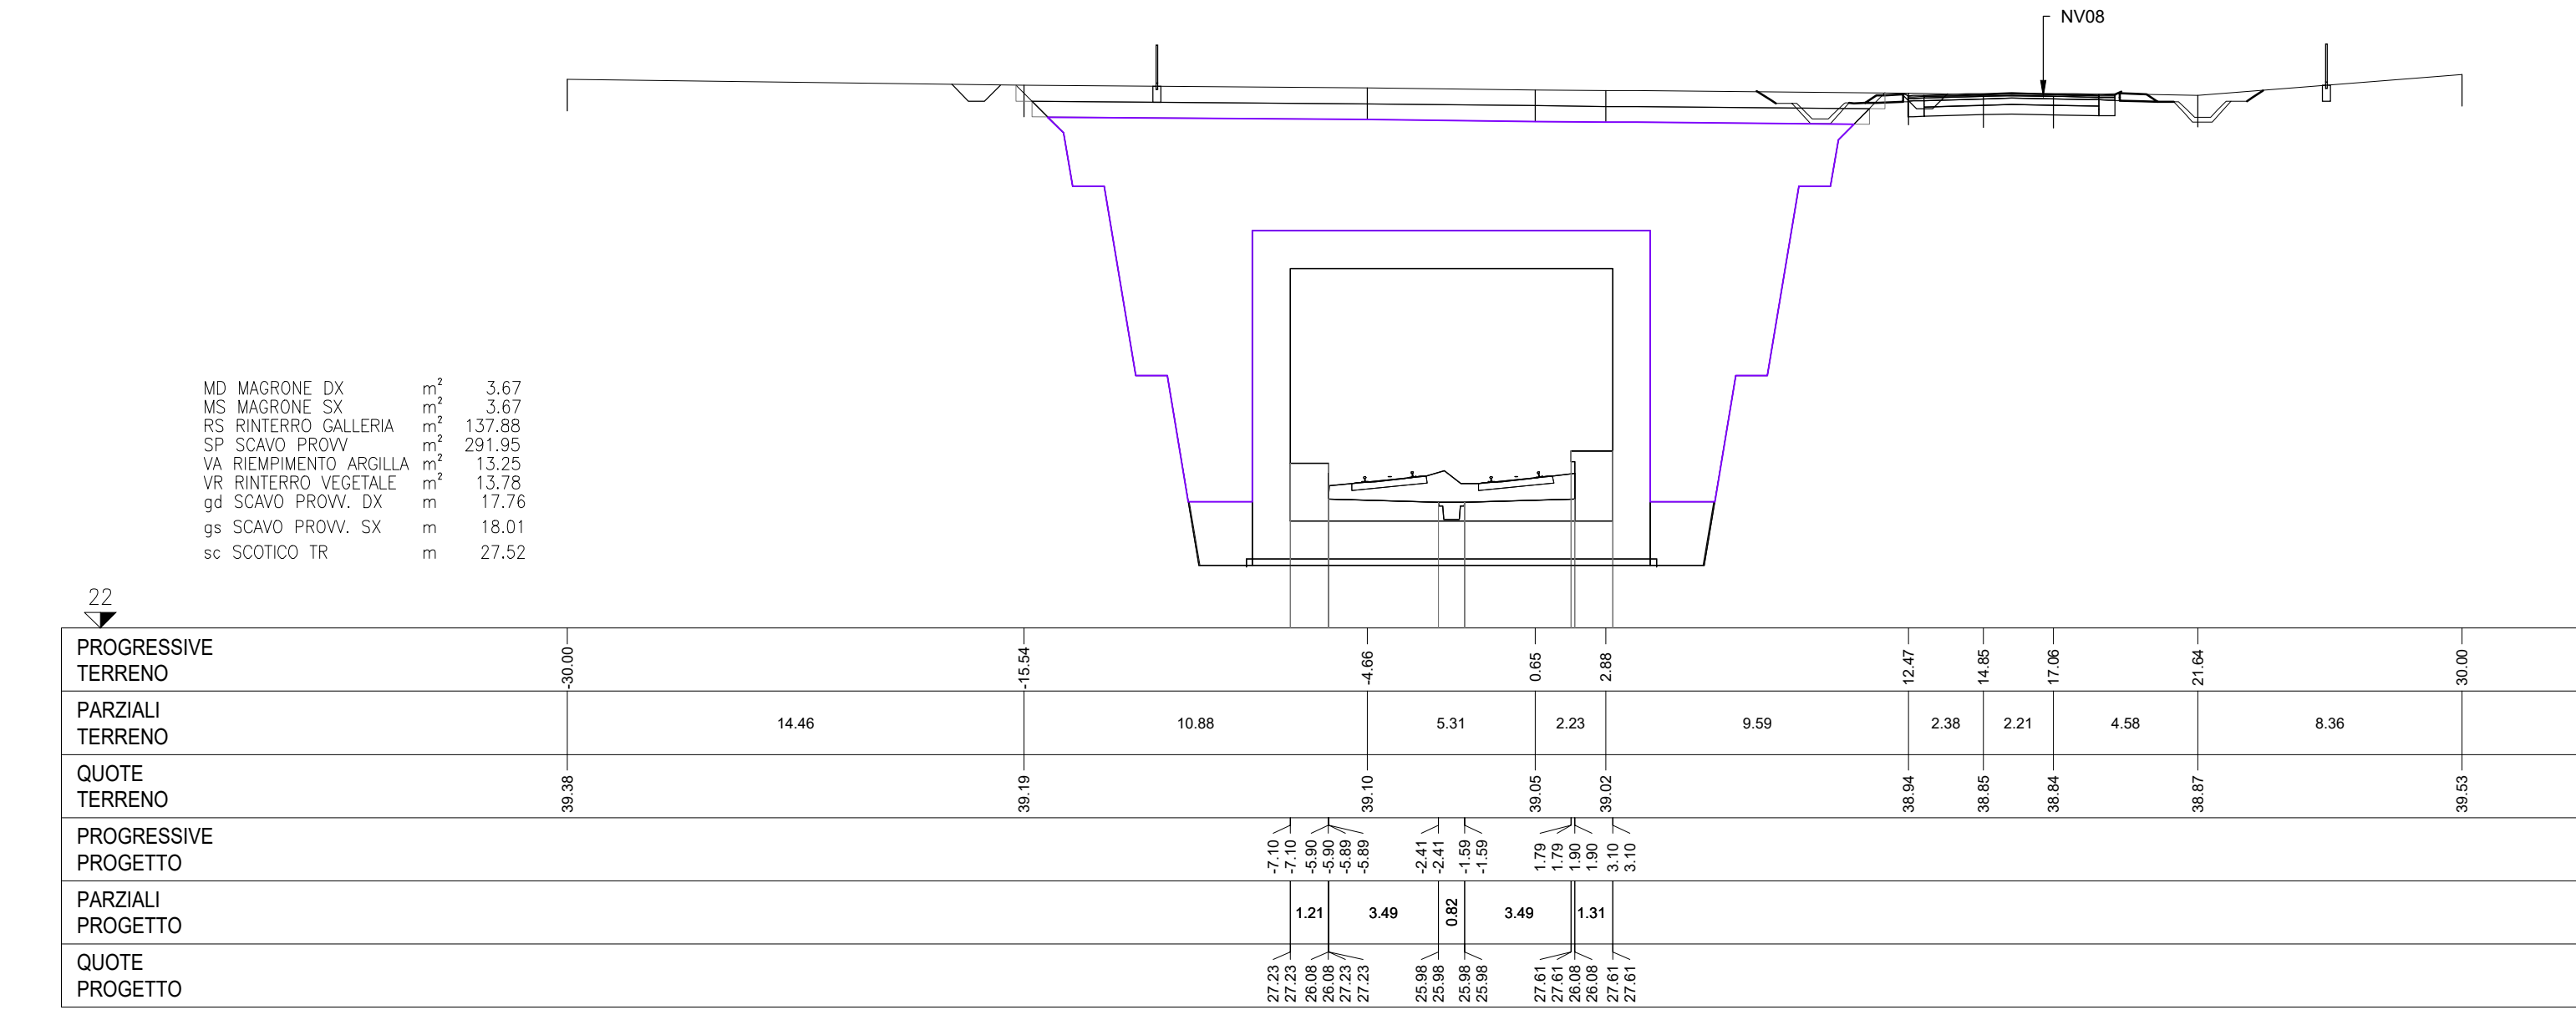 NV08
MD MAGRONE DX m² 3.67
MS MAGRONE SX m² 3.67
RS RINTERRO GALLERIA m² 137.88
SP SCAVO PROVV m² 291.95
VA RIEMPIMENTO ARGILLA m² 13.25
VR RINTERRO VEGETALE m² 13.78
gd SCAVO PROVV. DX m 17.76
gs SCAVO PROVV. SX m 18.01
sc SCOTICO TR m 27.52
22
PROGRESSIVE
TERRENO
-30.00 -15.54 -4.66 0.65 2.88 12.47 14.85 17.06 21.64 30.00
PARZIALI
TERRENO
14.46 10.88 5.31 2.23 9.59 2.38 2.21 4.58 8.36
QUOTE
TERRENO
39.38 39.19 39.10 39.05 39.02 38.94 38.85 38.84 38.87 39.53
PROGRESSIVE
PROGETTO
-7.10 -7.10 -5.90 -5.90 -5.89 -5.89 -2.41 -2.41 -1.59 -1.59 1.79 1.79 1.90 1.90 3.10 3.10
PARZIALI
PROGETTO
1.21 3.49 0.82 3.49 1.31
QUOTE
PROGETTO
27.23 27.23 26.08 26.08 27.23 27.23 25.98 25.98 25.98 25.98 27.61 27.61 26.08 26.08 27.61 27.61